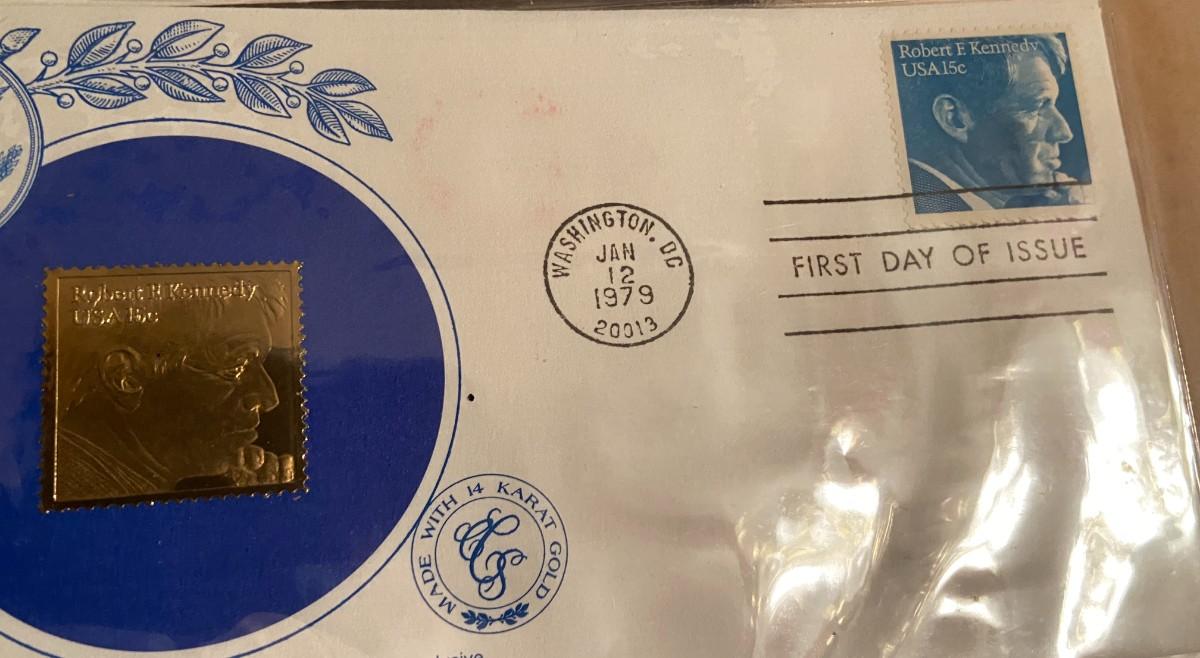 Robert F. Kennedy
USA 15c
WASHINGTON, DC
JAN
12
1979
20013
FIRST DAY OF ISSUE
Robert F. Kennedy
USA 15c
MADE WITH 14 KARAT GOLD